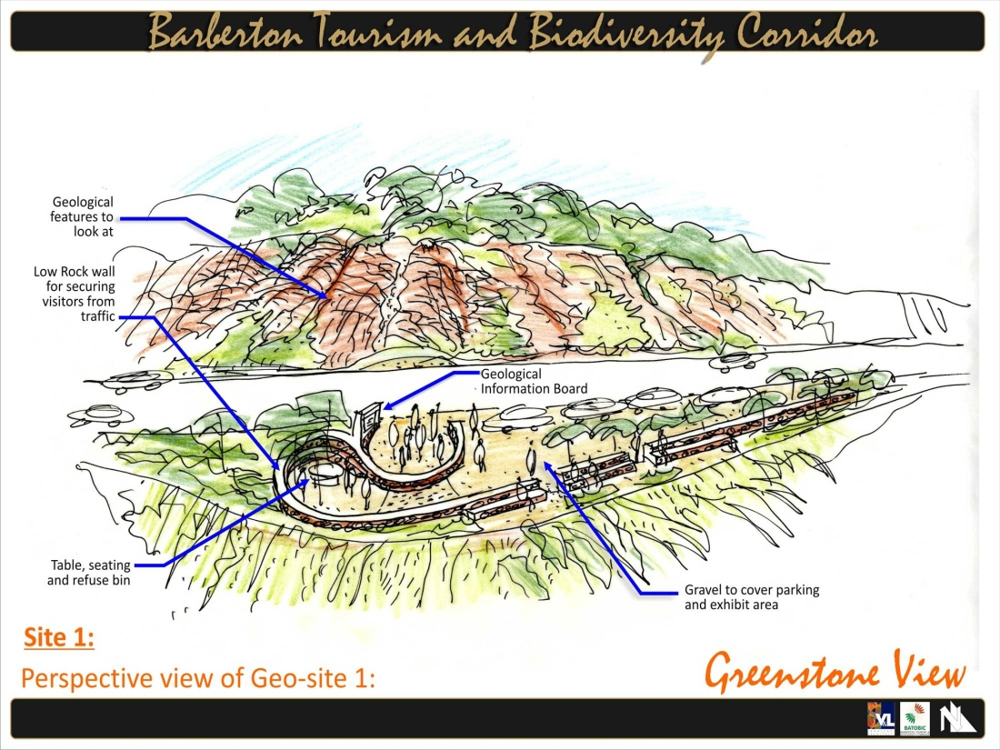 Barberton Tourism and Biodiversity Corridor
Geological
features to
look at
Low Rock wall
for securing
visitors from
traffic
Geological
Information Board
Table, seating
and refuse bin
Gravel to cover parking
and exhibit area
Site 1:
Perspective view of Geo-site 1:
Greenstone View
VL
BATOBIC